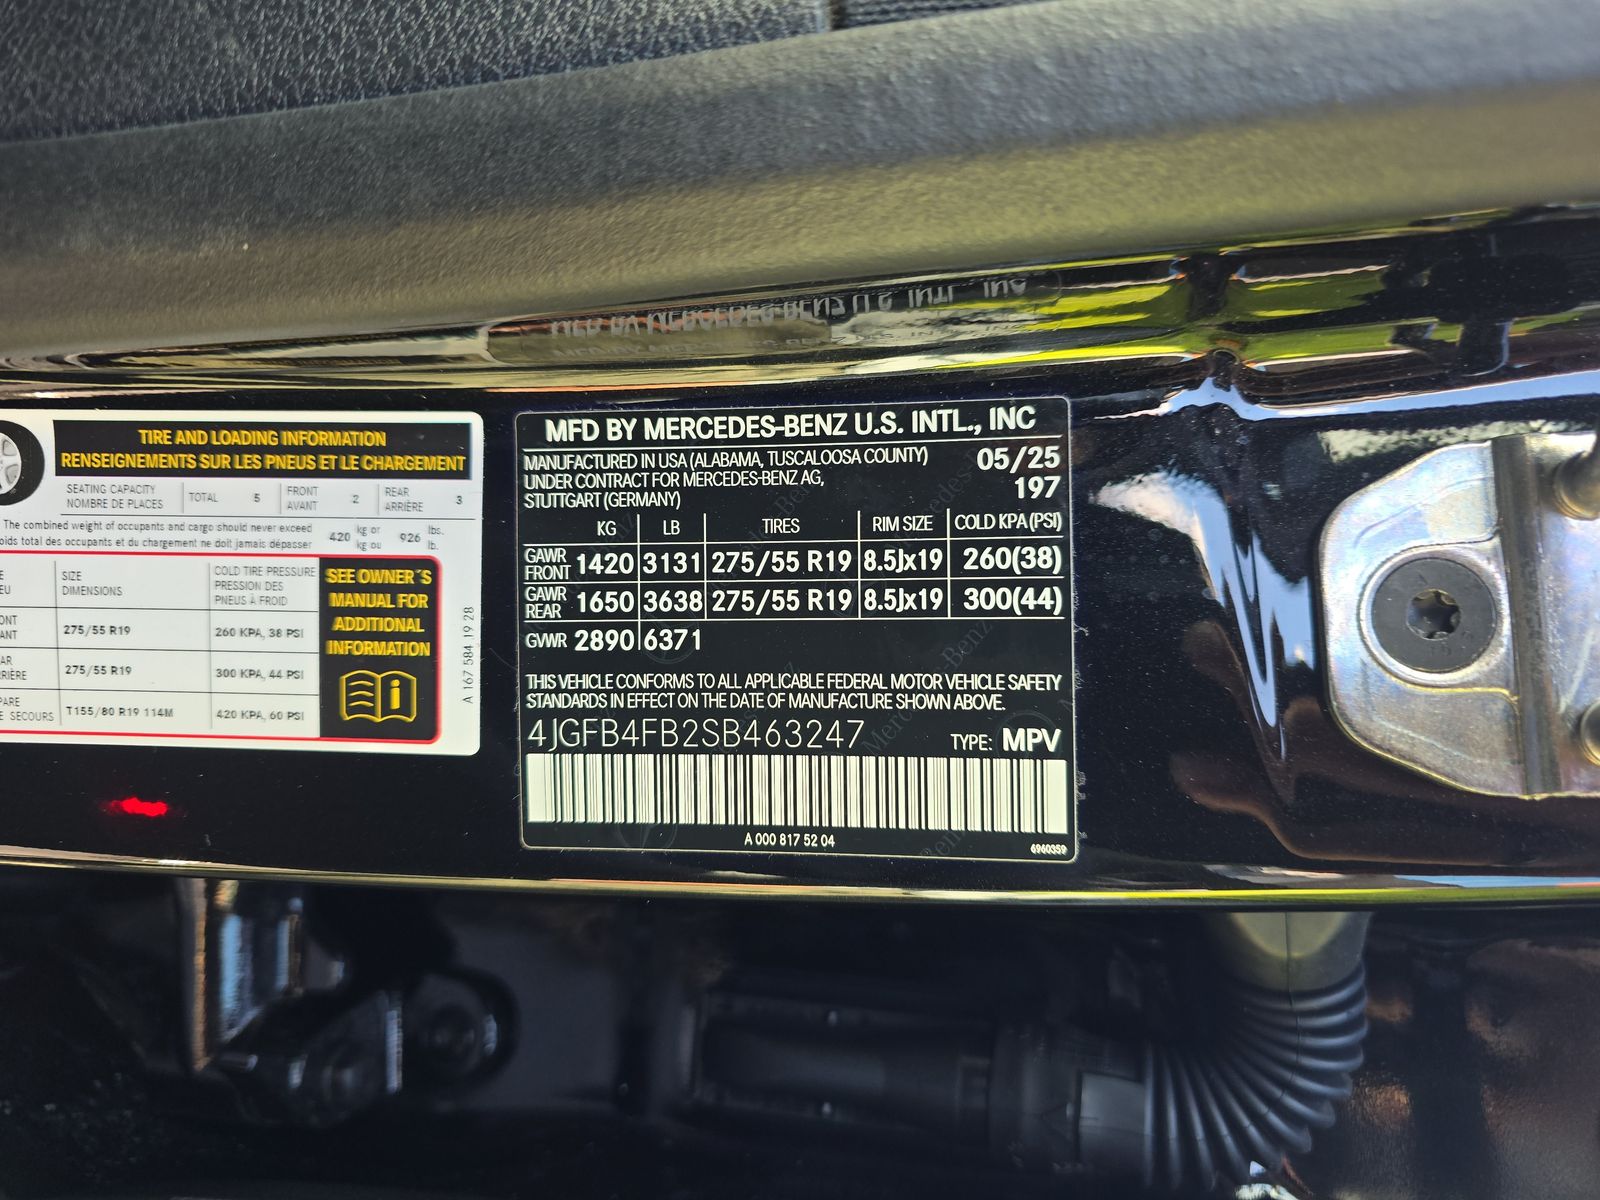 TIRE AND LOADING INFORMATION
RENSEIGNEMENTS SUR LES PNEUS ET LE CHARGEMENT
SEATING CAPACITY
NOMBRE DE PLACES
TOTAL 5
FRONT
AVANT
2
REAR
ARRIÈRE
3
The combined weight of occupants and cargo should never exceed
total des occupants et du chargement ne doit jamais dépasser
420 kg or
kg ou
926 lbs.
lb.
SIZE
DIMENSIONS
COLD TIRE PRESSURE
PRESSION DES
PNEUS À FROID
275/55 R19 260 KPA, 38 PSI
275/55 R19 300 KPA, 44 PSI
SECOURS T155/80 R19 114M 420 KPA, 60 PSI
SEE OWNER´S
MANUAL FOR
ADDITIONAL
INFORMATION
A 167 584 19 28
MFD BY MERCEDES-BENZ U.S. INTL., INC
MANUFACTURED IN USA (ALABAMA, TUSCALOOSA COUNTY) 05/25
UNDER CONTRACT FOR MERCEDES-BENZ AG, 197
STUTTGART (GERMANY)
KG LB TIRES RIM SIZE COLD KPA(PSI)
GAWR
FRONT 1420 3131 275/55 R19 8.5Jx19 260(38)
GAWR
REAR 1650 3638 275/55 R19 8.5Jx19 300(44)
GVWR 2890 6371
THIS VEHICLE CONFORMS TO ALL APPLICABLE FEDERAL MOTOR VEHICLE SAFETY
STANDARDS IN EFFECT ON THE DATE OF MANUFACTURE SHOWN ABOVE.
4JGFB4FB2SB463247 TYPE: MPV
A 000 817 52 04
6960359